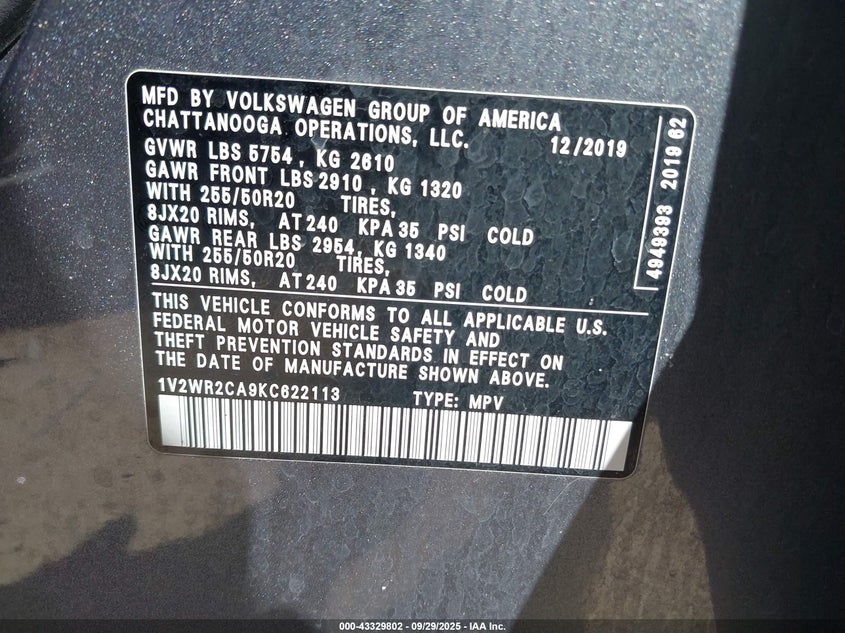 MFD BY VOLKSWAGEN GROUP OF AMERICA
CHATTANOOGA OPERATIONS, LLC. 12/2019
GVWR LBS 5754, KG 2610
GAWR FRONT LBS 2910, KG 1320
WITH 255/50R20 TIRES,
8JX20 RIMS, AT 240 KPA 35 PSI COLD
GAWR REAR LBS 2954, KG 1340
WITH 255/50R20 TIRES,
8JX20 RIMS, AT 240 KPA 35 PSI COLD
THIS VEHICLE CONFORMS TO ALL APPLICABLE U.S.
FEDERAL MOTOR VEHICLE SAFETY AND
THEFT PREVENTION STANDARDS IN EFFECT ON
THE DATE OF MANUFACTURE SHOWN ABOVE.
1V2WR2CA9KC622113 TYPE: MPV
4949393 2019 62
000-43329802 - 09/29/2025 - IAA Inc.